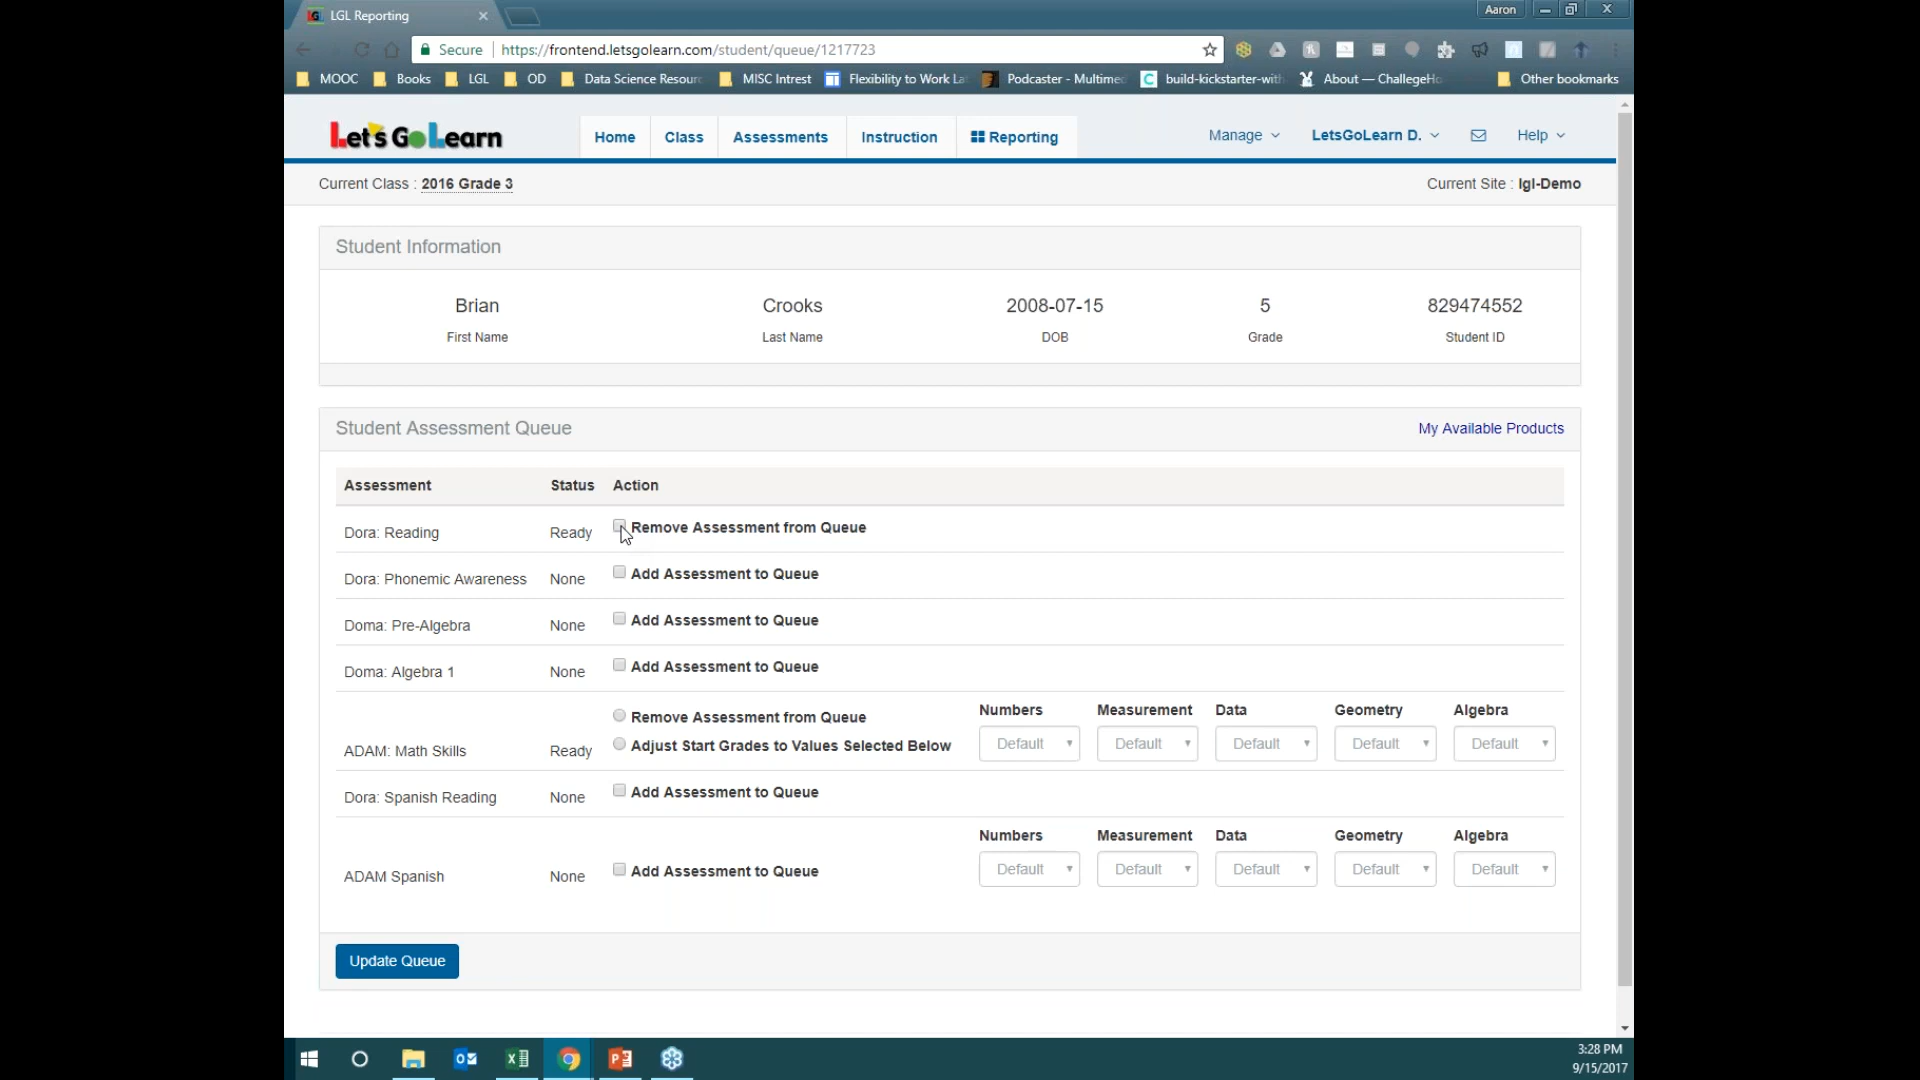 LGL Reporting
Aaron
Secure | https://frontend.letsgolearn.com/student/queue/1217723
MOOC Books LGL OD Data Science Resour MISC Intrest Flexibility to Work La Podcaster - Multime build-kickstarter-with About — ChallegeHo Other bookmarks
Let's Go Learn Home Class Assessments Instruction Reporting Manage LetsGoLearn D. Help
Current Class : 2016 Grade 3 Current Site : lgl-Demo
Student Information
Brian Crooks 2008-07-15 5 829474552
First Name Last Name DOB Grade Student ID
Student Assessment Queue My Available Products
Assessment Status Action
Dora: Reading Ready Remove Assessment from Queue
Dora: Phonemic Awareness None Add Assessment to Queue
Doma: Pre-Algebra None Add Assessment to Queue
Doma: Algebra 1 None Add Assessment to Queue
Numbers Measurement Data Geometry Algebra
Remove Assessment from Queue
Adjust Start Grades to Values Selected Below Default Default Default Default Default
ADAM: Math Skills Ready
Dora: Spanish Reading None Add Assessment to Queue
Numbers Measurement Data Geometry Algebra
ADAM Spanish None Add Assessment to Queue Default Default Default Default Default
Update Queue
3:28 PM
9/15/2017